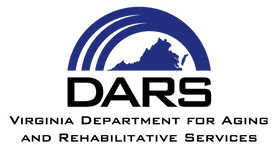 DARS
Virginia Department for Aging
and Rehabilitative Services